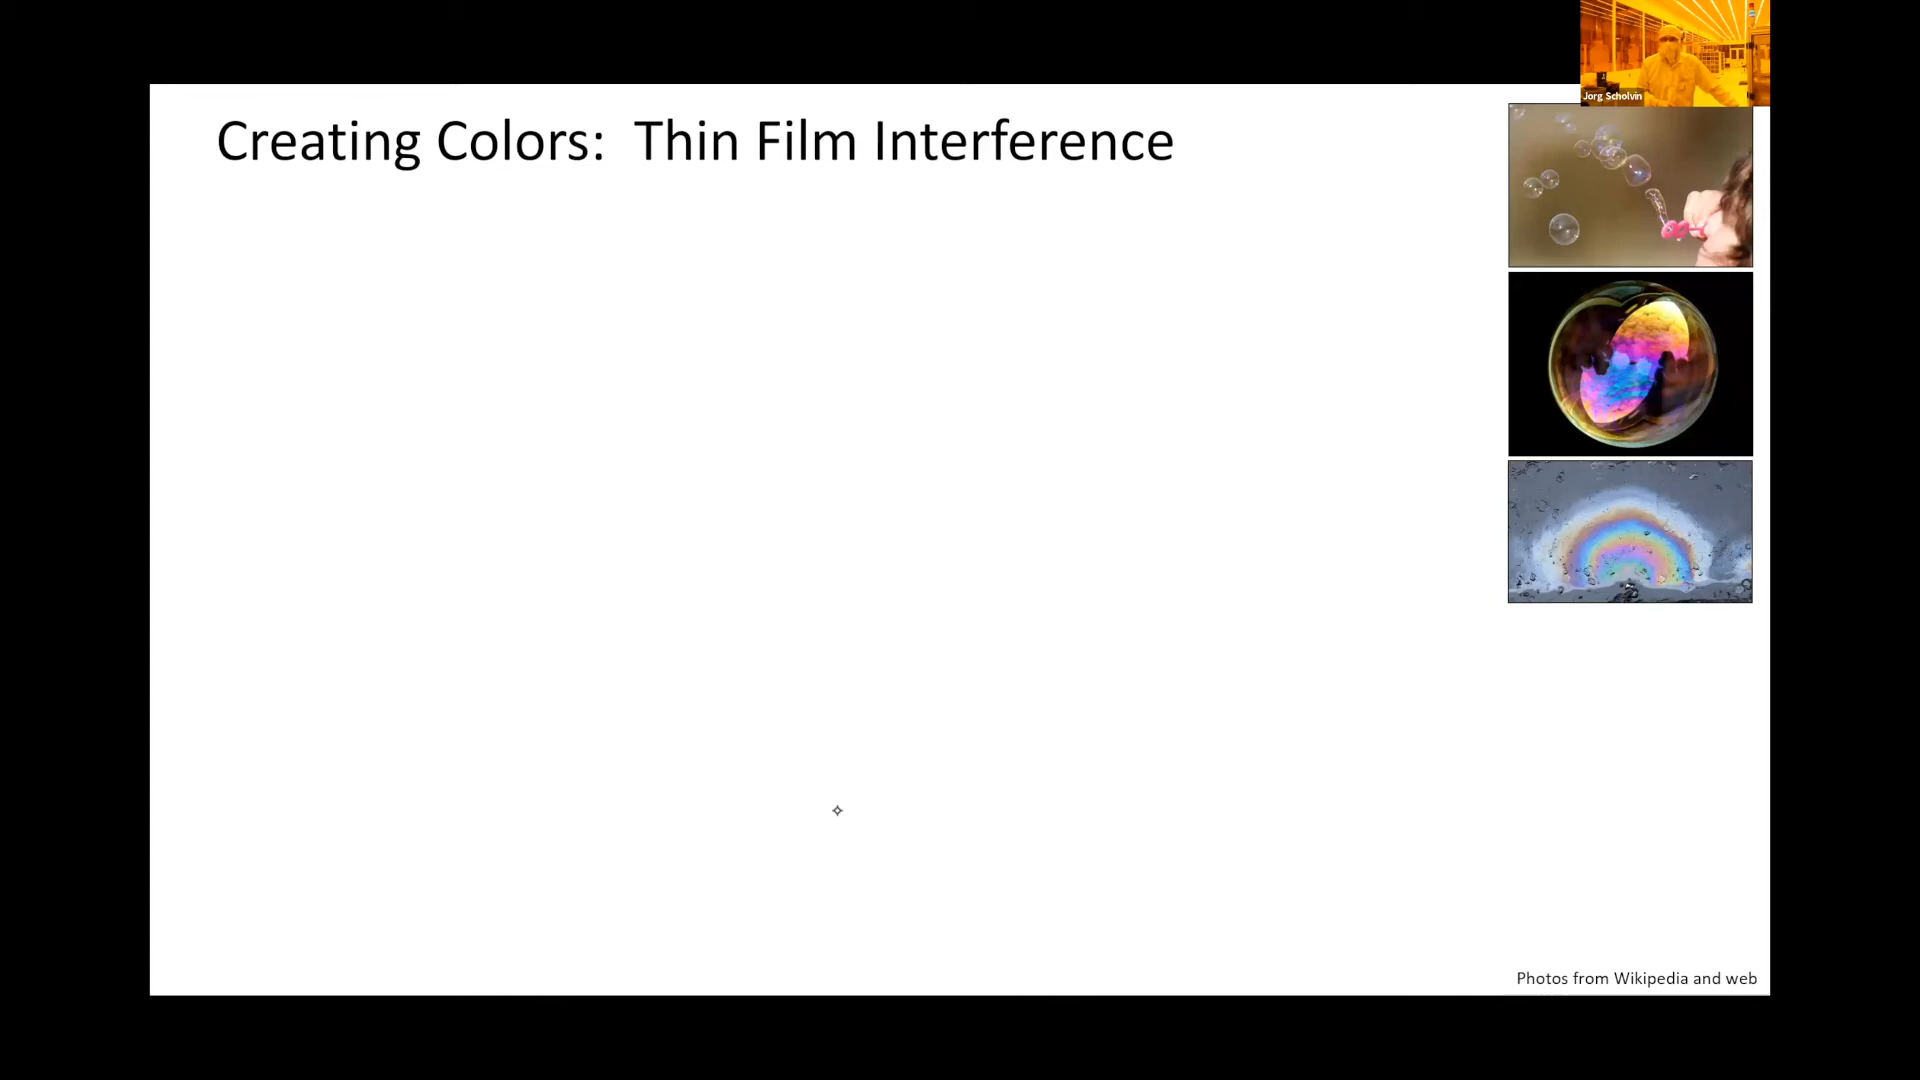 Jorg Scholvin
Creating Colors: Thin Film Interference
Photos from Wikipedia and web